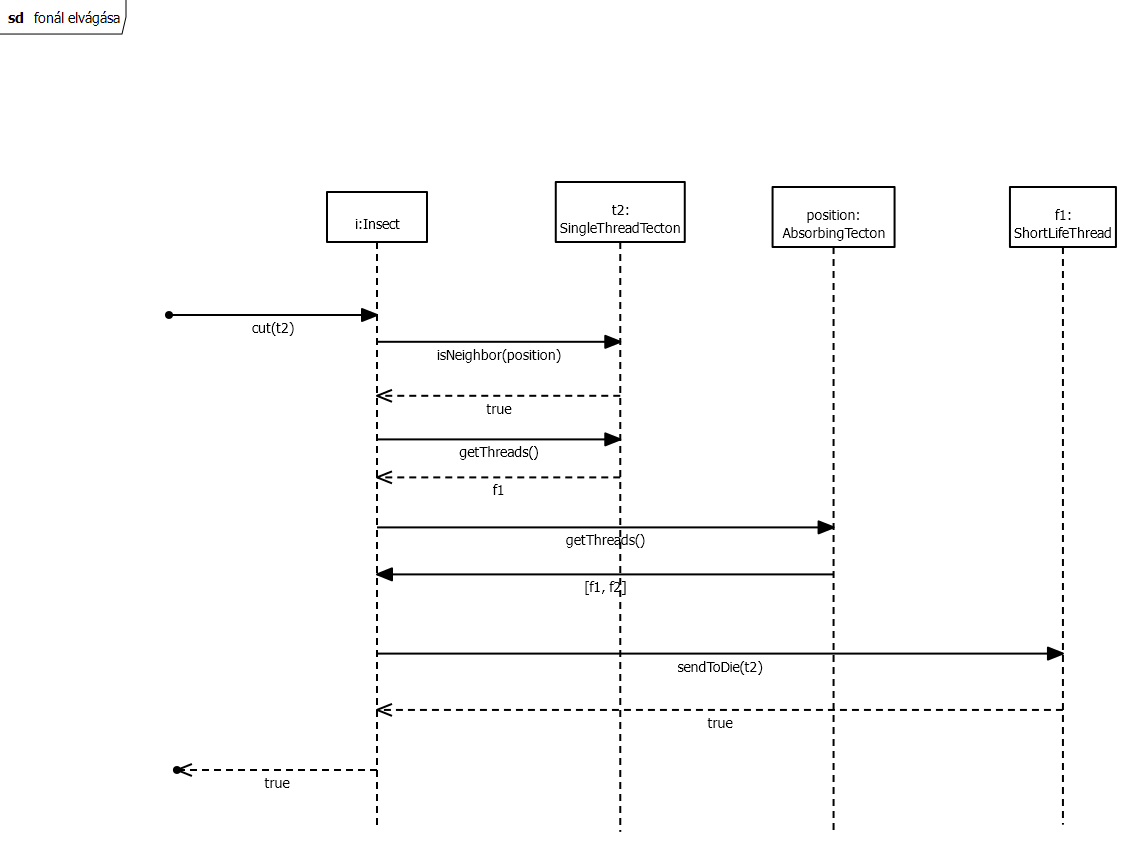 sd fonál elvágása
i:Insect
t2:
SingleThreadTecton
position:
AbsorbingTecton
f1:
ShortLifeThread
cut(t2)
isNeighbor(position)
true
getThreads()
f1
getThreads()
[f1, f2]
sendToDie(t2)
true
true